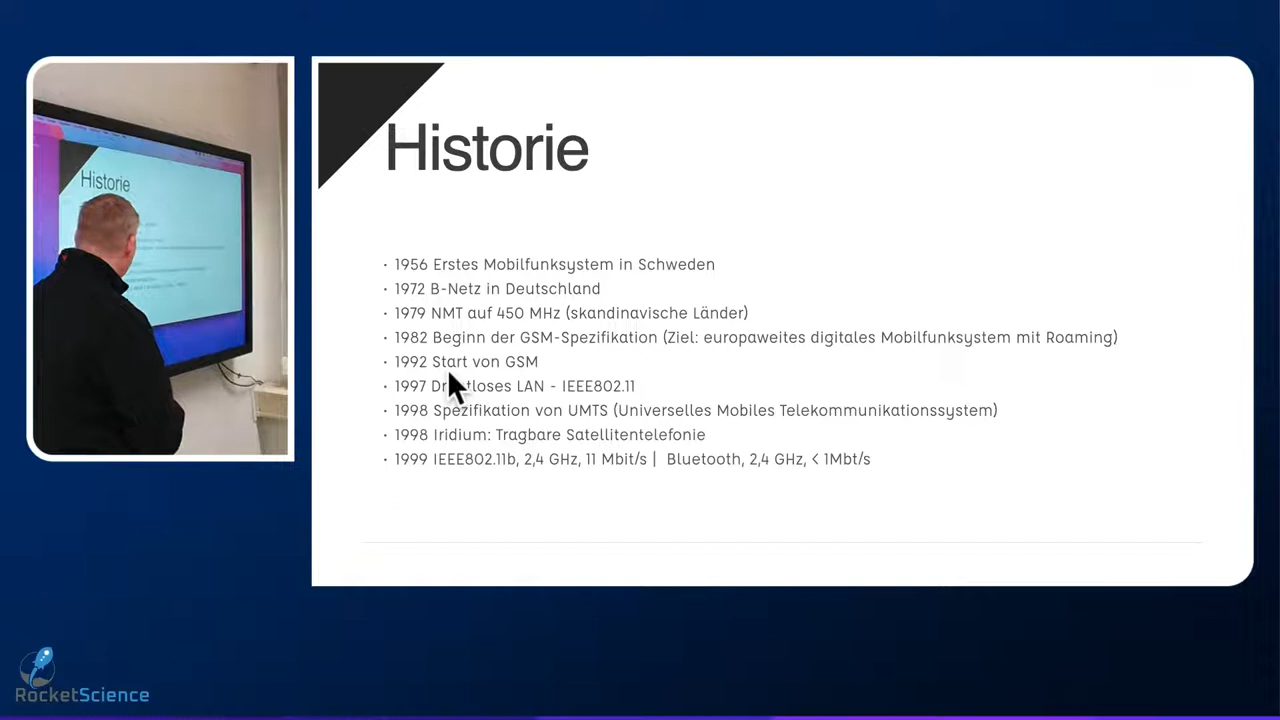 Historie
Historie
· 1956 Erstes Mobilfunksystem in Schweden
· 1972 B-Netz in Deutschland
· 1979 NMT auf 450 MHz (skandinavische Länder)
· 1982 Beginn der GSM-Spezifikation (Ziel: europaweites digitales Mobilfunksystem mit Roaming)
· 1992 Start von GSM
· 1997 LAN - IEEE802.11
· 1998 Spezifikation von UMTS (Universelles Mobiles Telekommunikationssystem)
· 1998 Iridium: Tragbare Satellitentelefonie
· 1999 IEEE802.11b, 2,4 GHz, 11 Mbit/s | Bluetooth, 2,4 GHz, < 1Mbt/s
RocketScience